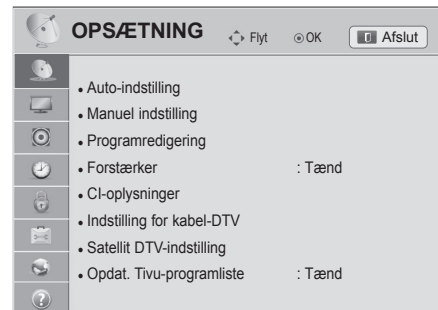 OPSÆTNING Flyt OK Afslut
• Auto-indstilling
• Manuel indstilling
• Programredigering
• Forstærker : Tænd
• CI-oplysninger
• Indstilling for kabel-DTV
• Satellit DTV-indstilling
• Opdat. Tivu-programliste : Tænd